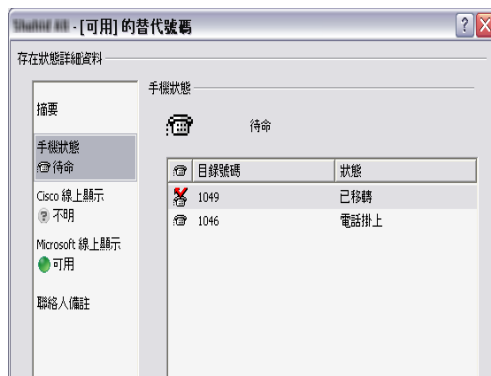 - [可用] 的替代號碼
存在狀態詳細資料
摘要
手機狀態
待命
Cisco 線上顯示
不明
Microsoft 線上顯示
可用
聯絡人備註
手機狀態
待命
目錄號碼 狀態
1049 已移轉
1046 電話掛上